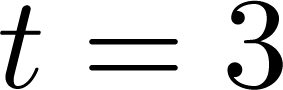 t = 3